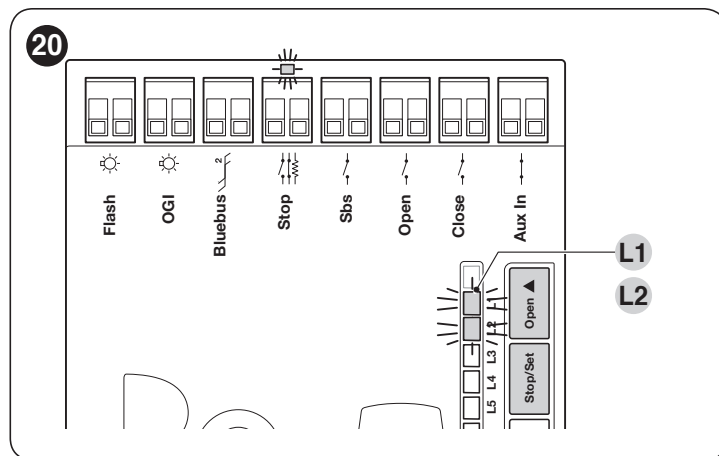 20
Flash
OGI
Bluebus
2
Stop
Sbs
Open
Close
Aux In
L1
L2
L1
L2
L3
L4
L5
Open ▲
Stop/Set